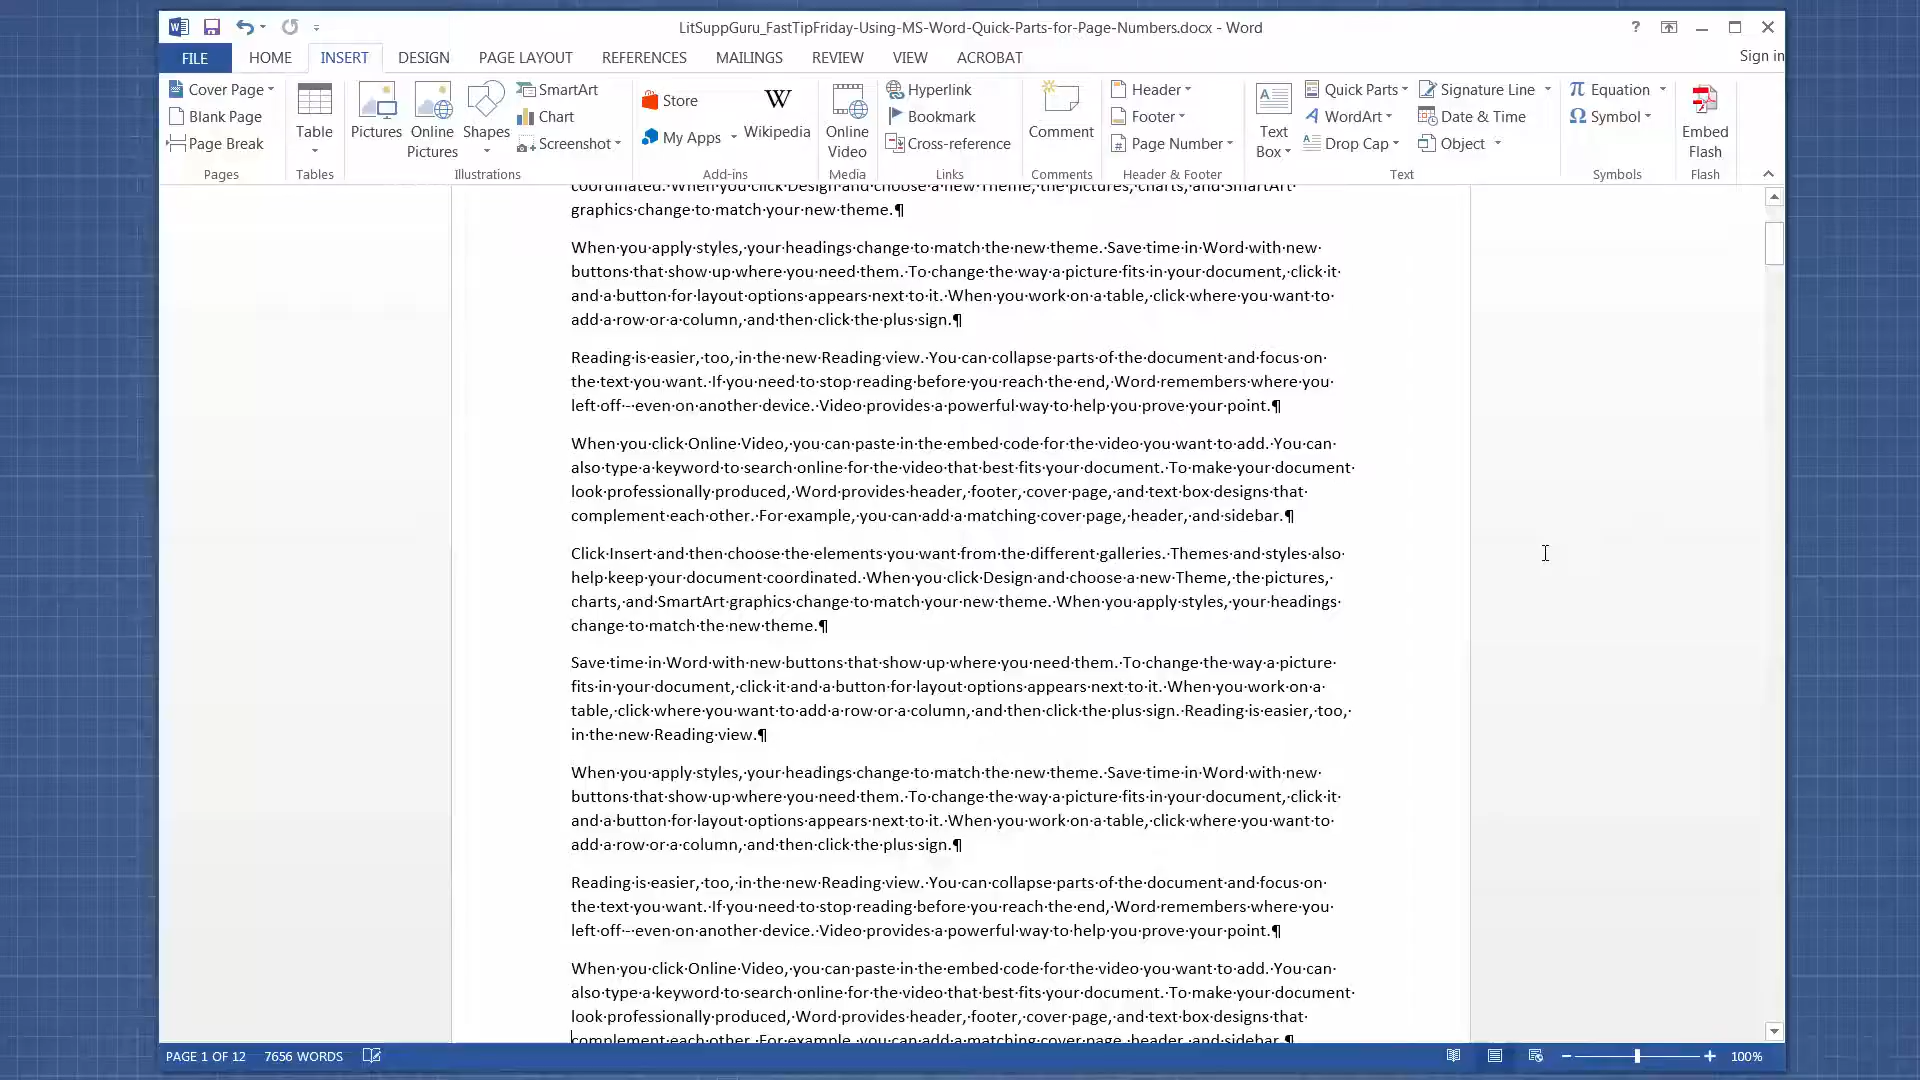 LitSuppGuru_FastTipFriday-Using-MS-Word-Quick-Parts-for-Page-Numbers.docx - Word
?
Sign in
FILE HOME INSERT DESIGN PAGE LAYOUT REFERENCES MAILINGS REVIEW VIEW ACROBAT
Cover Page
Blank Page
Page Break
Pages
Table
Tables
Pictures
Online Pictures
Shapes
SmartArt
Chart
Screenshot
Illustrations
Store
My Apps
W
Wikipedia
Add-ins
Online Video
Media
Hyperlink
Bookmark
Cross-reference
Links
Comment
Comments
Header
Footer
Page Number
Header & Footer
Text Box
Quick Parts
WordArt
Drop Cap
Signature Line
Date & Time
Object
Text
Equation
Symbol
Symbols
Embed Flash
Flash
coordinated. When you click Design and choose a new Theme, the pictures, charts, and SmartArt
graphics change to match your new theme.¶
When you apply styles, your headings change to match the new theme. Save time in Word with new
buttons that show up where you need them. To change the way a picture fits in your document, click it
and a button for layout options appears next to it. When you work on a table, click where you want to
add a row or a column, and then click the plus sign.¶
Reading is easier, too, in the new Reading view. You can collapse parts of the document and focus on
the text you want. If you need to stop reading before you reach the end, Word remembers where you
left off - even on another device. Video provides a powerful way to help you prove your point.¶
When you click Online Video, you can paste in the embed code for the video you want to add. You can
also type a keyword to search online for the video that best fits your document. To make your document
look professionally produced, Word provides header, footer, cover page, and text box designs that
complement each other. For example, you can add a matching cover page, header, and sidebar.¶
Click Insert and then choose the elements you want from the different galleries. Themes and styles also
help keep your document coordinated. When you click Design and choose a new Theme, the pictures,
charts, and SmartArt graphics change to match your new theme. When you apply styles, your headings
change to match the new theme.¶
Save time in Word with new buttons that show up where you need them. To change the way a picture
fits in your document, click it and a button for layout options appears next to it. When you work on a
table, click where you want to add a row or a column, and then click the plus sign. Reading is easier, too,
in the new Reading view.¶
When you apply styles, your headings change to match the new theme. Save time in Word with new
buttons that show up where you need them. To change the way a picture fits in your document, click it
and a button for layout options appears next to it. When you work on a table, click where you want to
add a row or a column, and then click the plus sign.¶
Reading is easier, too, in the new Reading view. You can collapse parts of the document and focus on
the text you want. If you need to stop reading before you reach the end, Word remembers where you
left off - even on another device. Video provides a powerful way to help you prove your point.¶
When you click Online Video, you can paste in the embed code for the video you want to add. You can
also type a keyword to search online for the video that best fits your document. To make your document
look professionally produced, Word provides header, footer, cover page, and text box designs that
complement each other. For example, you can add a matching cover page, header, and sidebar.¶
PAGE 1 OF 12 7656 WORDS 100%